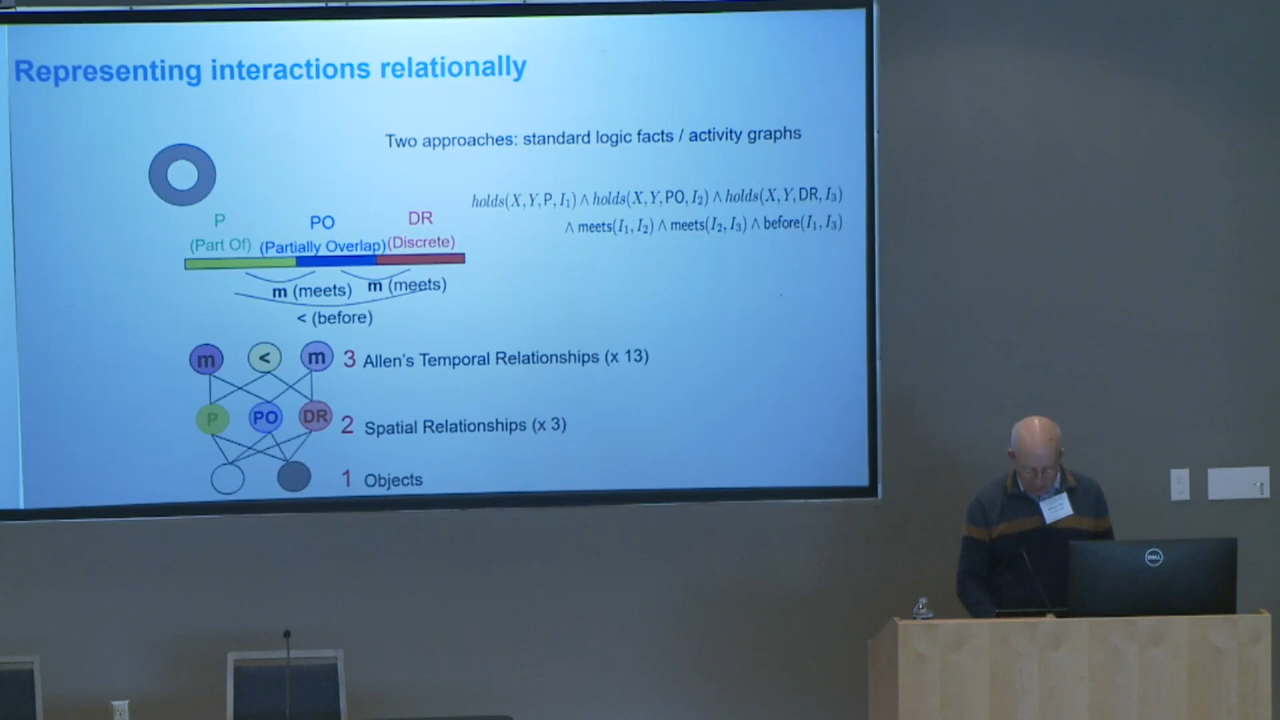 Representing interactions relationally
Two approaches: standard logic facts / activity graphs
holds(X, Y, P, I₁) ∧ holds(X, Y, PO, I₂) ∧ holds(X, Y, DR, I₃)
∧ meets(I₁, I₂) ∧ meets(I₂, I₃) ∧ before(I₁, I₃)
P PO DR
(Part Of) (Partially Overlap) (Discrete)
m (meets) m (meets)
< (before)
m < m 3 Allen's Temporal Relationships (x 13)
P PO DR 2 Spatial Relationships (x 3)
1 Objects
DELL